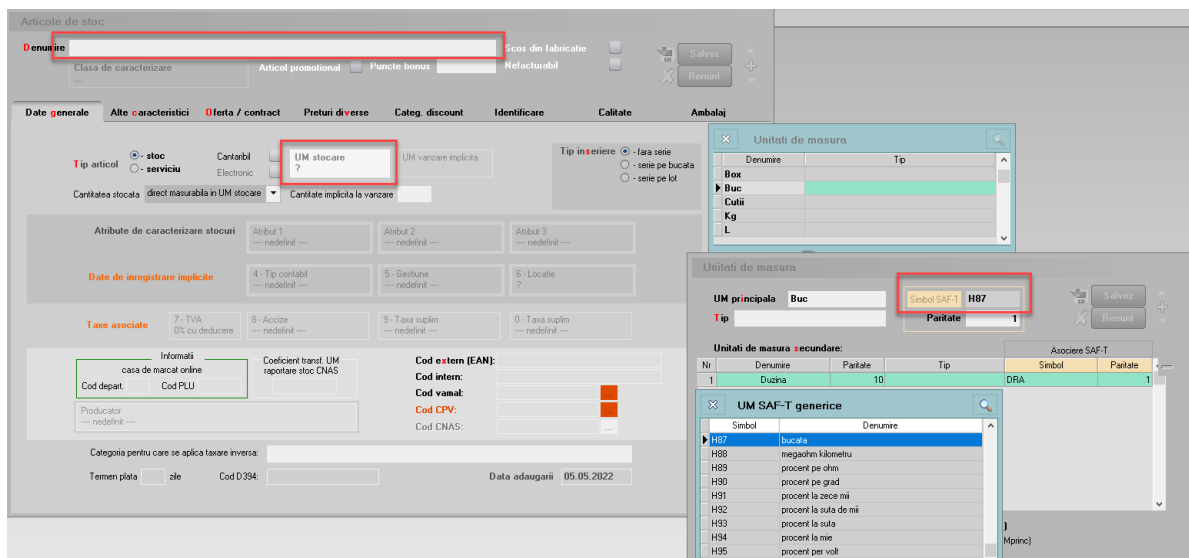 Articole de stoc
Denumire
Scos din fabricatie
Clasa de caracterizare
...
Articol promotional
Puncte bonus
Nefacturabil
Salvez
Renunt
Date generale
Alte caracteristici
Oferta / contract
Preturi diverse
Categ. discount
Identificare
Calitate
Ambalaj
Tip articol
- stoc
- serviciu
Cantaribil
Electronic
UM stocare
?
UM vanzare implicita
Tip inseriere
- fara serie
- serie pe bucata
- serie pe lot
Cantitatea stocata
direct masurabila in UM stocare
Cantitate implicita la vanzare
Atribute de caracterizare stocuri
Atribut 1
--- nedefinit ---
Atribut 2
--- nedefinit ---
Atribut 3
--- nedefinit ---
Date de inregistrare implicite
4 - Tip contabil
--- nedefinit ---
5 - Gestiune
--- nedefinit ---
6 - Locatie
?
Taxe asociate
7 - TVA
0% cu deducere
8 - Accize
--- nedefinit ---
9 - Taxa suplim
--- nedefinit ---
0 - Taxa suplim
--- nedefinit ---
Informatii
casa de marcat online
Cod depart.
Cod PLU
Coeficient transf. UM
raportare stoc CNAS
Cod extern (EAN):
Cod intern:
Cod vamal:
Cod CPV:
Cod CNAS:
...
Producator
--- nedefinit ---
Categoria pentru care se aplica taxare inversa:
Termen plata
zile
Cod D394:
Data adaugarii 05.05.2022
Unitati de masura
Denumire
Tip
Box
Buc
Cutii
Kg
L
Unitati de masura
UM principala
Buc
Simbol SAF-T
H87
Tip
Paritate
1
Salvez
Renunt
Unitati de masura secundare:
Asociere SAF-T
Nr
Denumire
Paritate
Tip
Simbol
Paritate
1
Duzina
10
DRA
1
UM SAF-T generice
Simbol
Denumire
H87 bucata
H88 megaohm kilometru
H89 procent pe ohm
H90 procent pe grad
H91 procent la zece mii
H92 procent la suta de mii
H93 procent la suta
H94 procent la mie
H95 procent per volt
)
Mprinc)